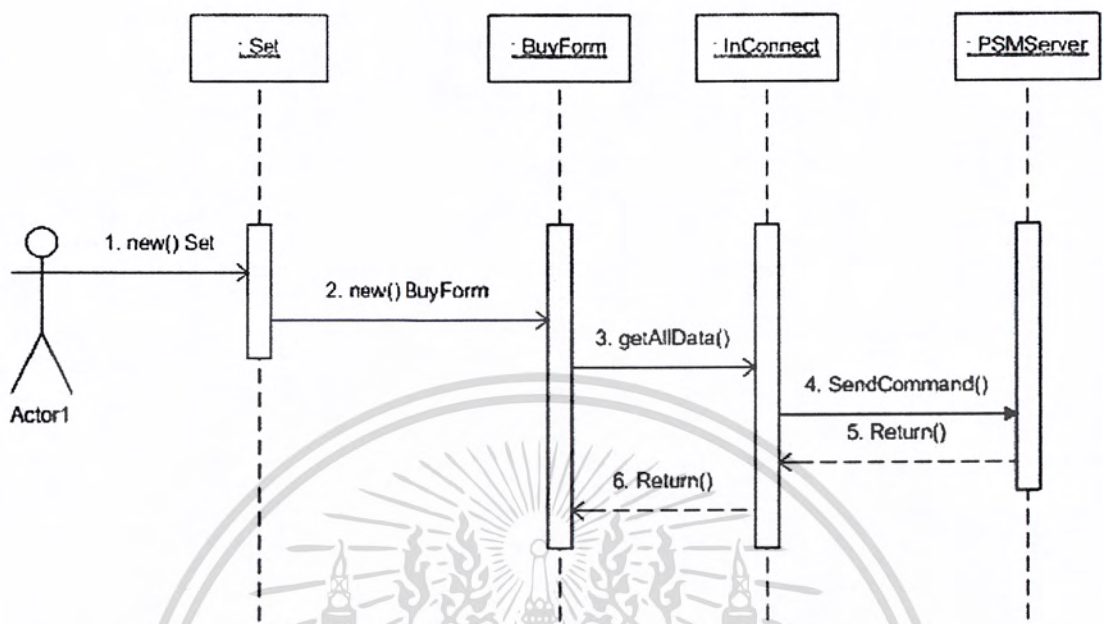 : Set
: BuyForm
: InConnect
: PSMServer
1. new() Set
2. new() BuyForm
3. getAllData()
4. SendCommand()
5. Return()
6. Return()
Actor1